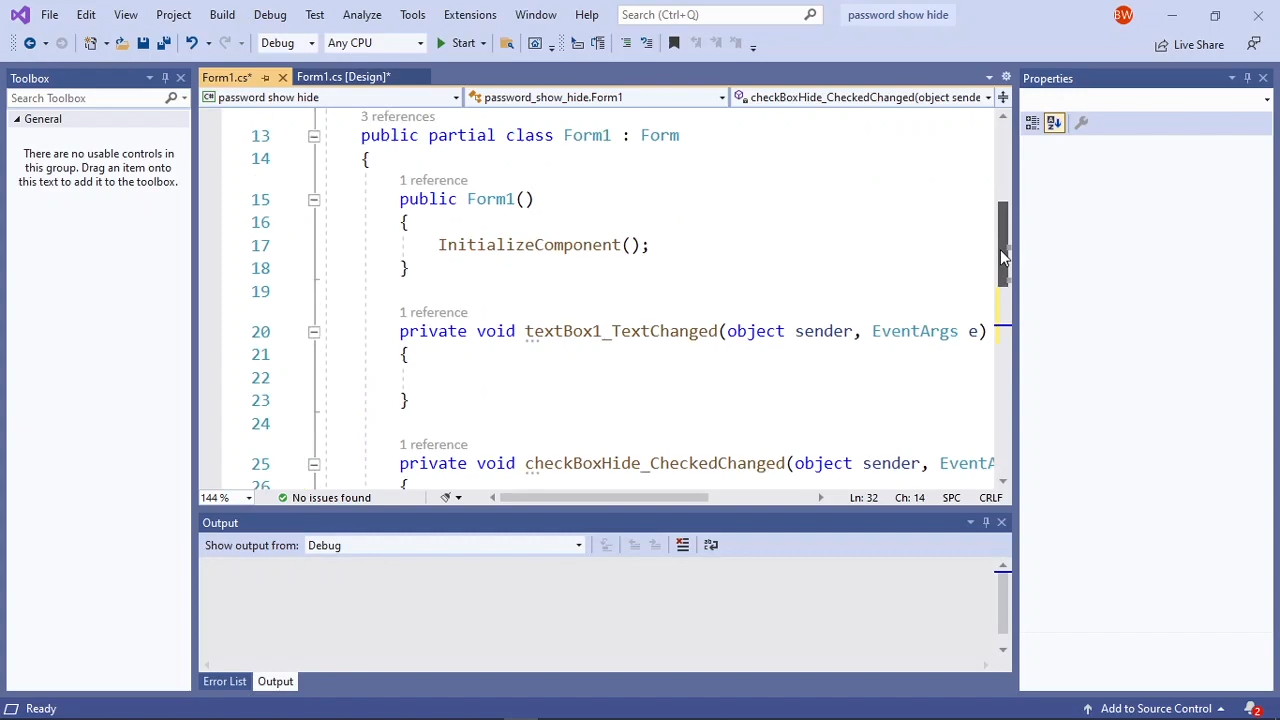 File Edit View Project Build Debug Test Analyze Tools Extensions Window Help Search (Ctrl+Q) password show hide BW
Debug Any CPU Start Live Share
Toolbox
Search Toolbox
General
There are no usable controls in
this group. Drag an item onto
this text to add it to the toolbox.
Form1.cs* Form1.cs [Design]*
password show hide password_show_hide.Form1 checkBoxHide_CheckedChanged(object sende
3 references
13 public partial class Form1 : Form
14 {
1 reference
15 public Form1()
16 {
17 InitializeComponent();
18 }
19
1 reference
20 private void textBox1_TextChanged(object sender, EventArgs e)
21 {
22
23 }
24
1 reference
25 private void checkBoxHide_CheckedChanged(object sender, EventA
26 {
144 % No issues found Ln: 32 Ch: 14 SPC CRLF
Output
Show output from: Debug
Error List Output
Properties
Ready Add to Source Control 2